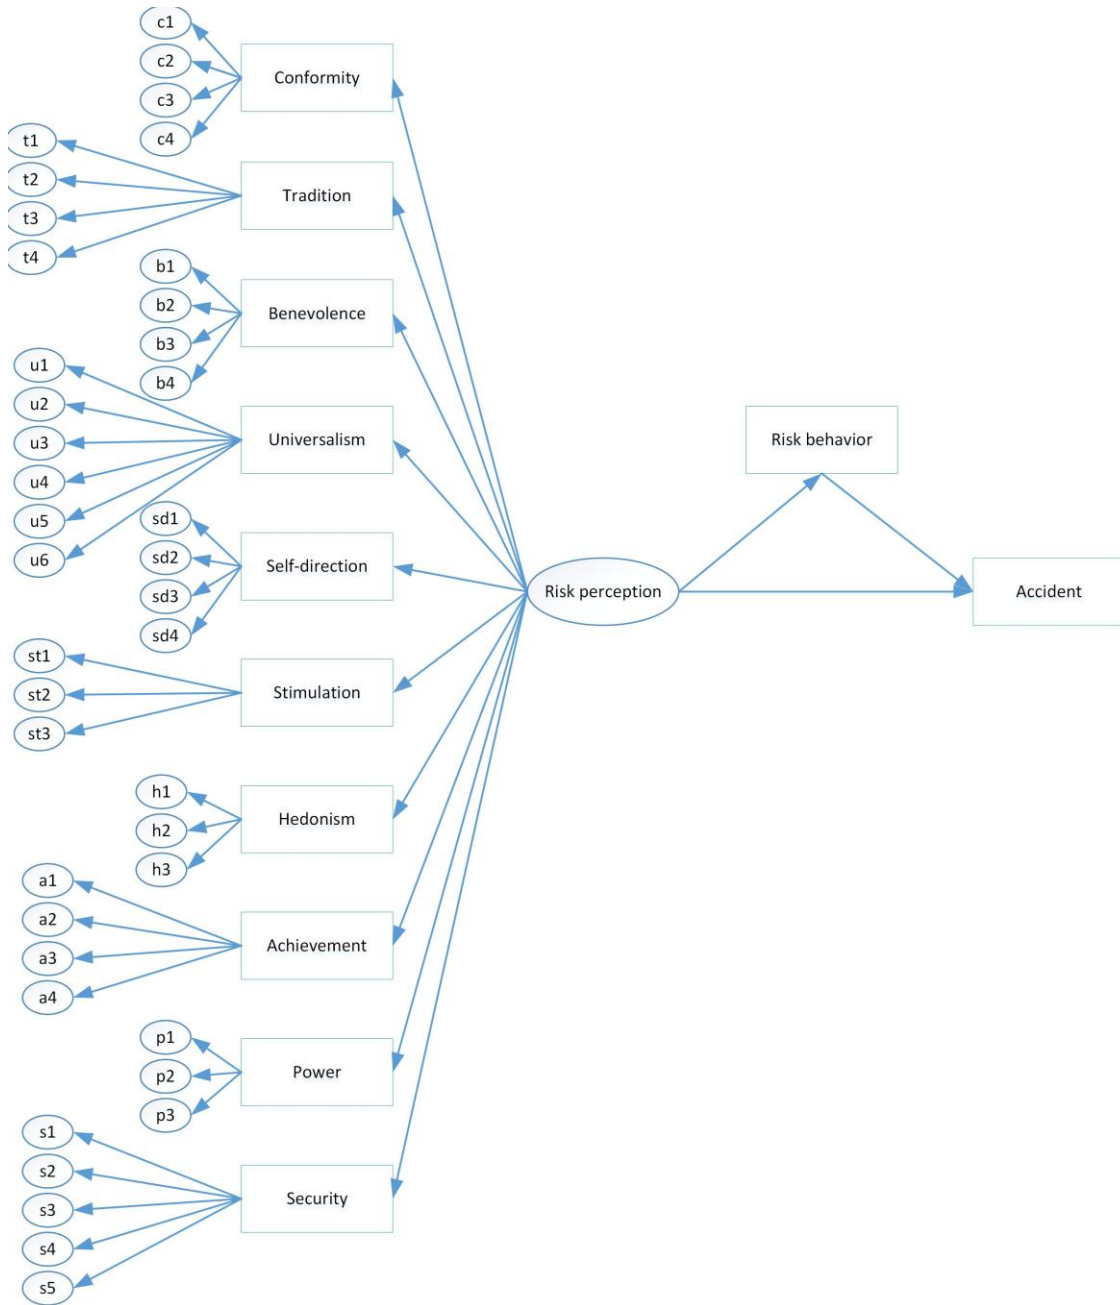 c1
c2
c3
c4
Conformity
t1
t2
t3
t4
Tradition
b1
b2
b3
b4
Benevolence
u1
u2
u3
u4
u5
u6
Universalism
Risk behavior
sd1
sd2
sd3
sd4
Self-direction
Risk perception
Accident
st1
st2
st3
Stimulation
h1
h2
h3
Hedonism
a1
a2
a3
a4
Achievement
p1
p2
p3
Power
s1
s2
s3
s4
s5
Security